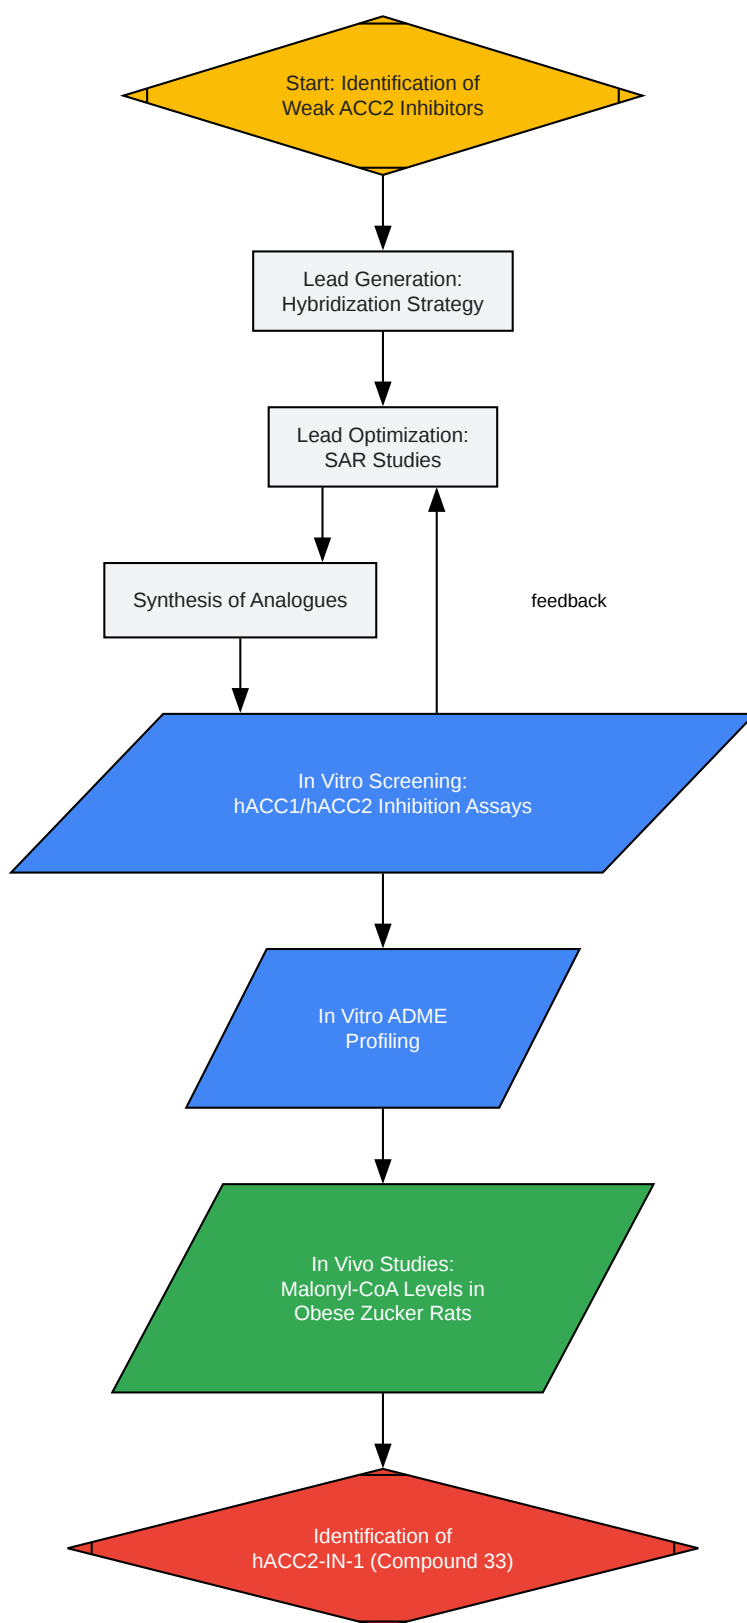 Start: Identification of
Weak ACC2 Inhibitors
Lead Generation:
Hybridization Strategy
Lead Optimization:
SAR Studies
Synthesis of Analogues
feedback
In Vitro Screening:
hACC1/hACC2 Inhibition Assays
In Vitro ADME
Profiling
In Vivo Studies:
Malonyl-CoA Levels in
Obese Zucker Rats
Identification of
hACC2-IN-1 (Compound 33)